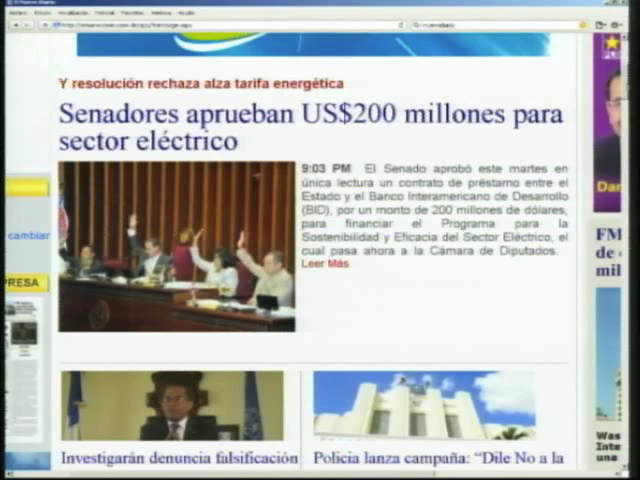 Y resolución rechaza alza tarifa energética
Senadores aprueban US$200 millones para
sector eléctrico
9:03 PM El Senado aprobó este martes en
única lectura un contrato de préstamo entre el
Estado y el Banco Interamericano de Desarrollo
(BID), por un monto de 200 millones de dólares,
para financiar el Programa para la
Sostenibilidad y Eficacia del Sector Eléctrico, el
cual pasa ahora a la Cámara de Diputados.
Leer Más
cambiar
PRESA
FM
de
mil
Investigarán denuncia falsificación
Policia lanza campaña: “Dile No a la
Was
Inte
una